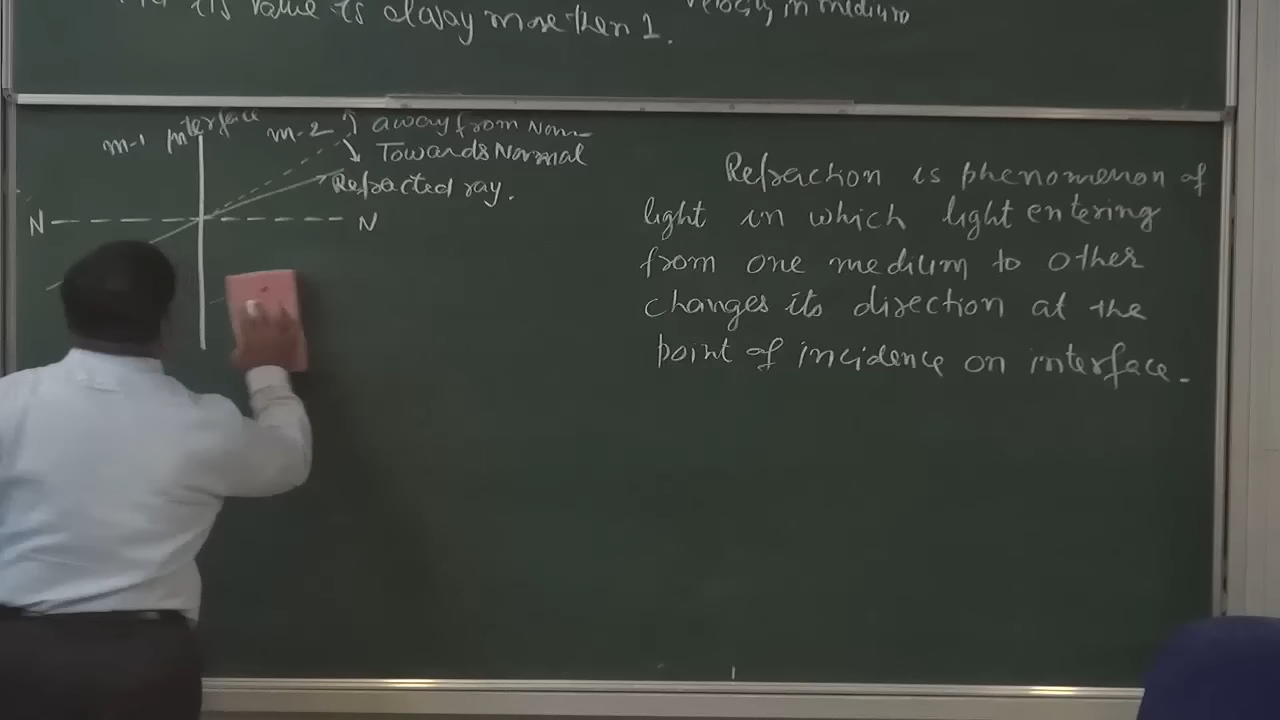 its value is alway more then 1.
velocity in medium
m-1 interface m-2 away from Nom
Towards Normal
Refracted ray.
N N
Refraction is phenomenon of
light in which light entering
from one medium to other
changes its direction at the
point of incidence on interface.